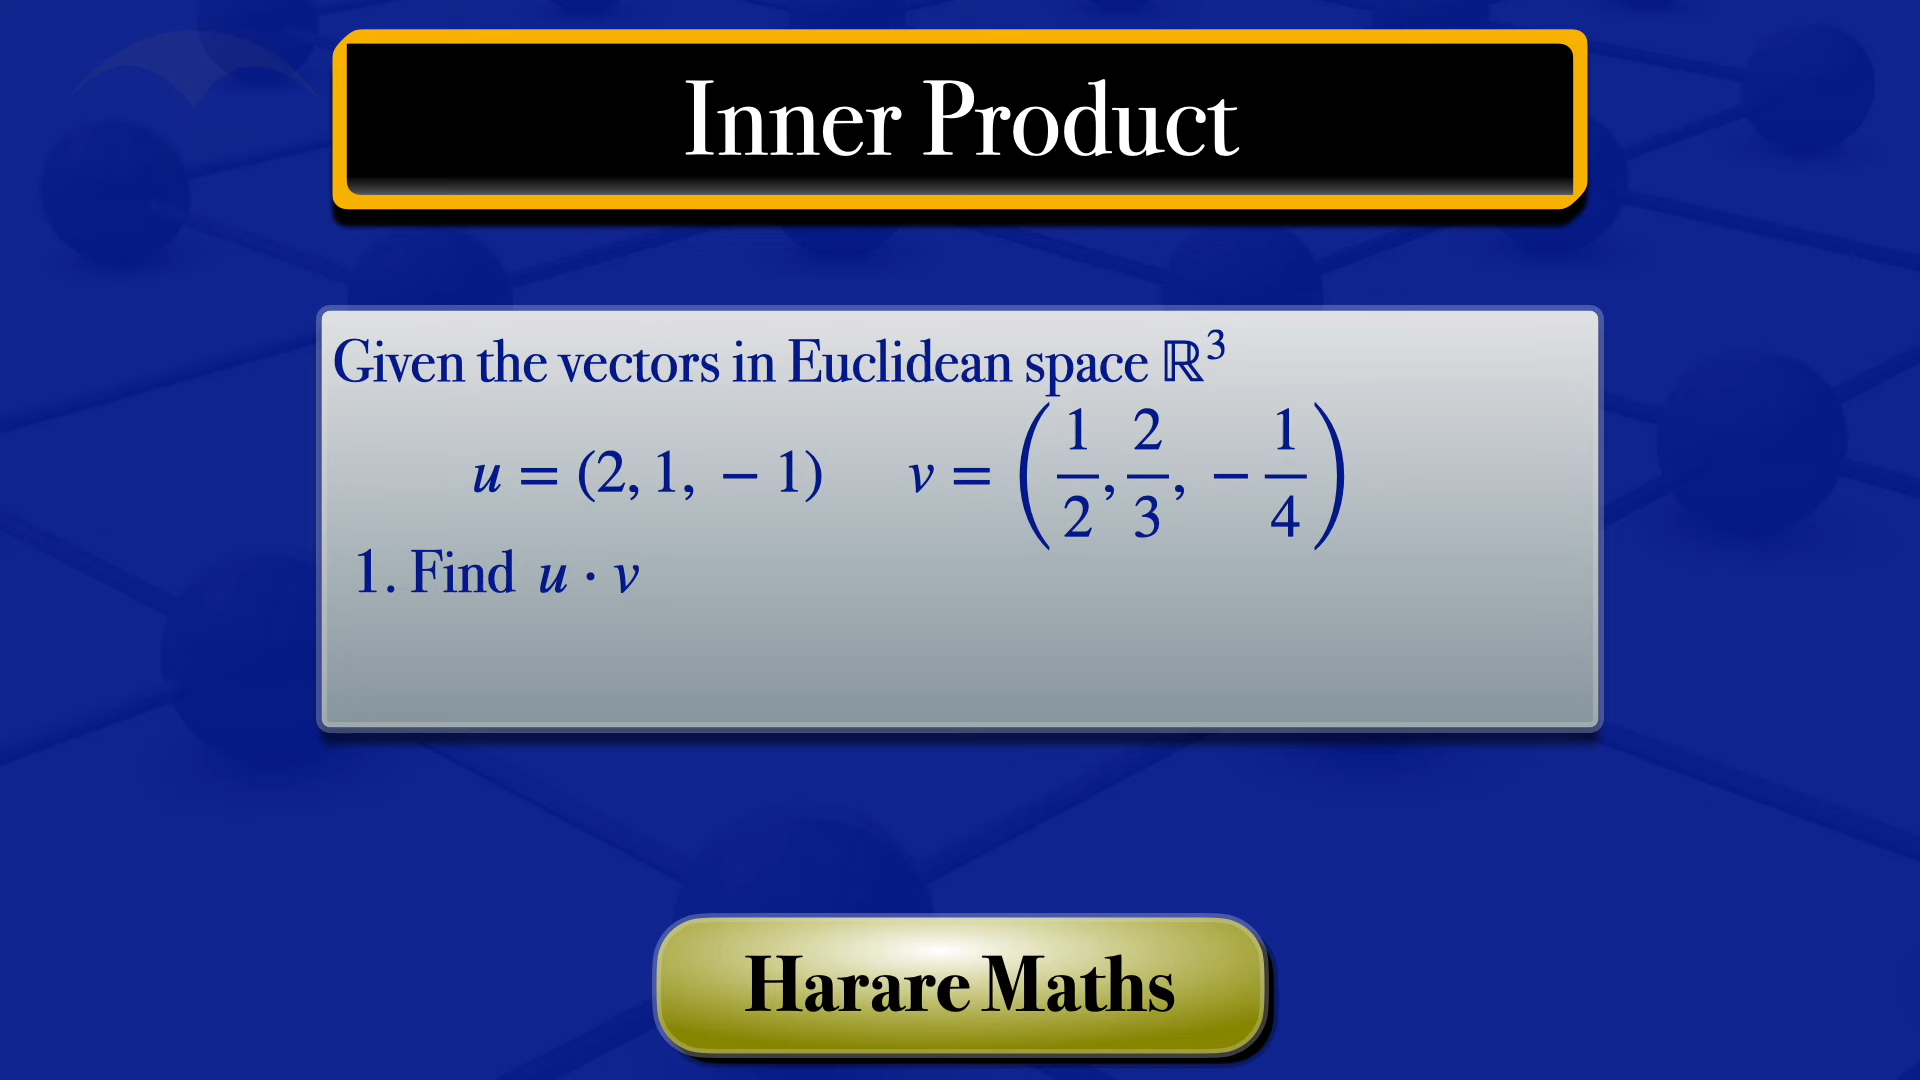 Inner Product
Given the vectors in Euclidean space ℝ³
u = (2, 1, − 1) v = (1/2, 2/3, − 1/4)
1. Find u · v
Harare Maths